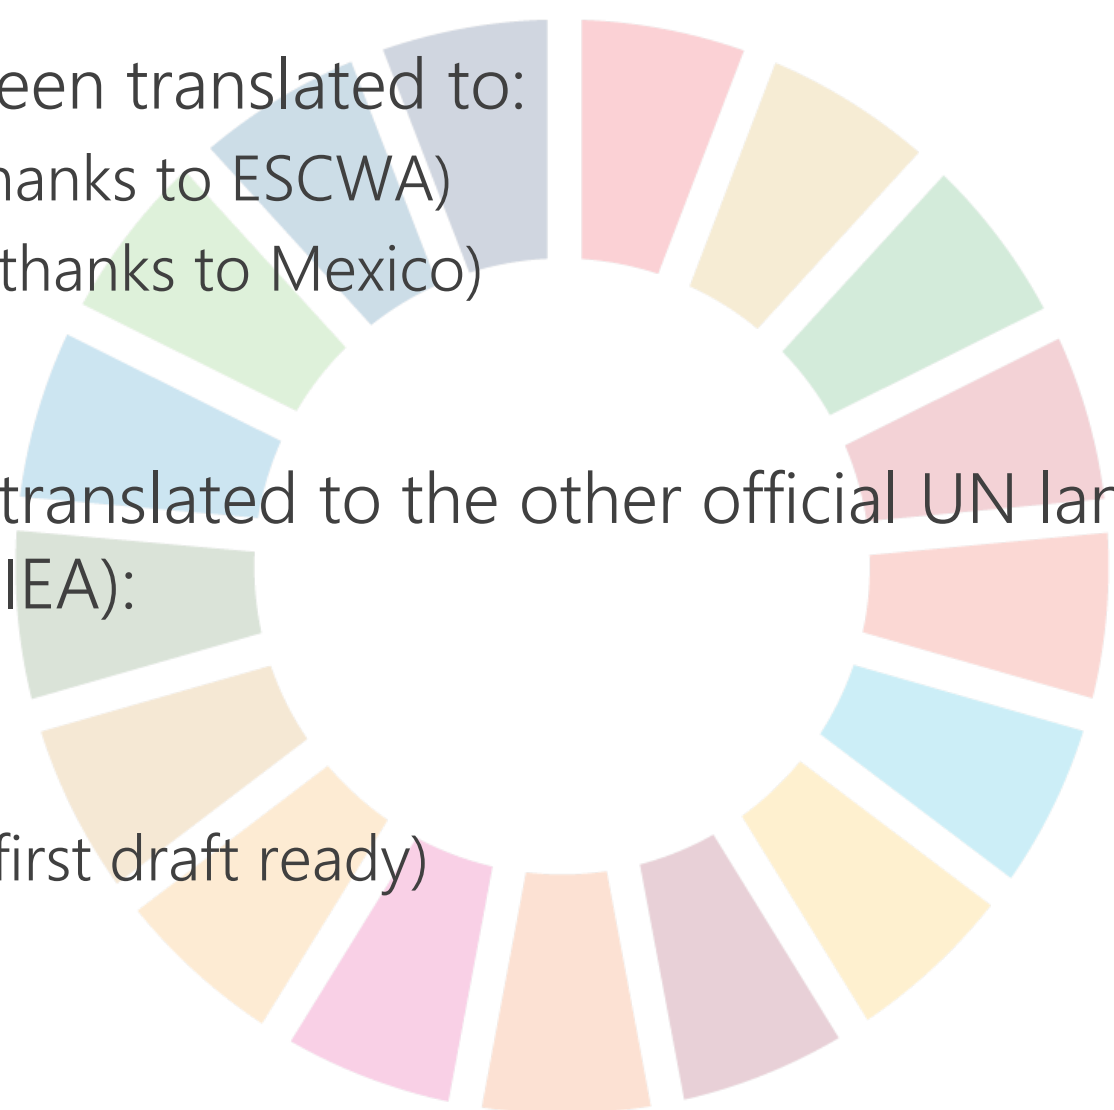 een translated to:
hanks to ESCWA)
thanks to Mexico)
translated to the other official UN lan
IEA):
first draft ready)